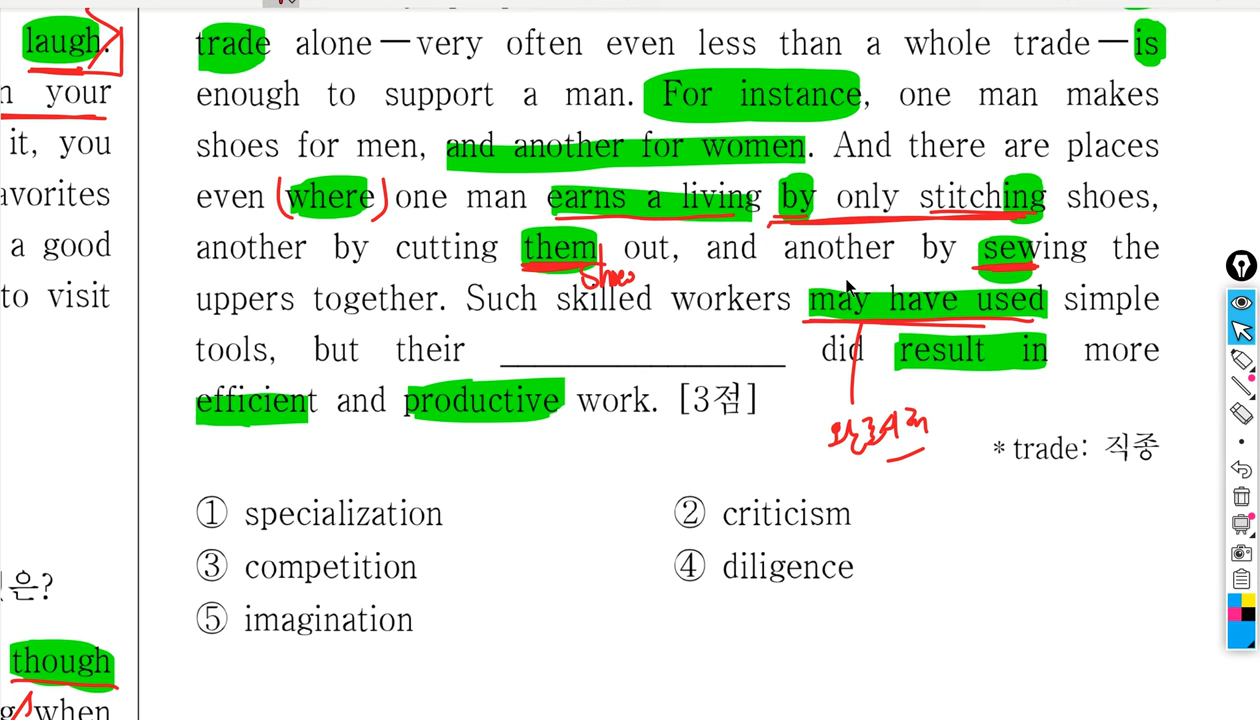 laugh.
n your
it, you
avorites
a good
to visit
은?
though
when
trade alone—very often even less than a whole trade—is
enough to support a man. For instance, one man makes
shoes for men, and another for women. And there are places
even (where) one man earns a living by only stitching shoes,
another by cutting them out, and another by sewing the
shoes
uppers together. Such skilled workers may have used simple
tools, but their ______________ did result in more
efficient and productive work. [3점]
* trade: 직종
① specialization
② criticism
③ competition
④ diligence
⑤ imagination